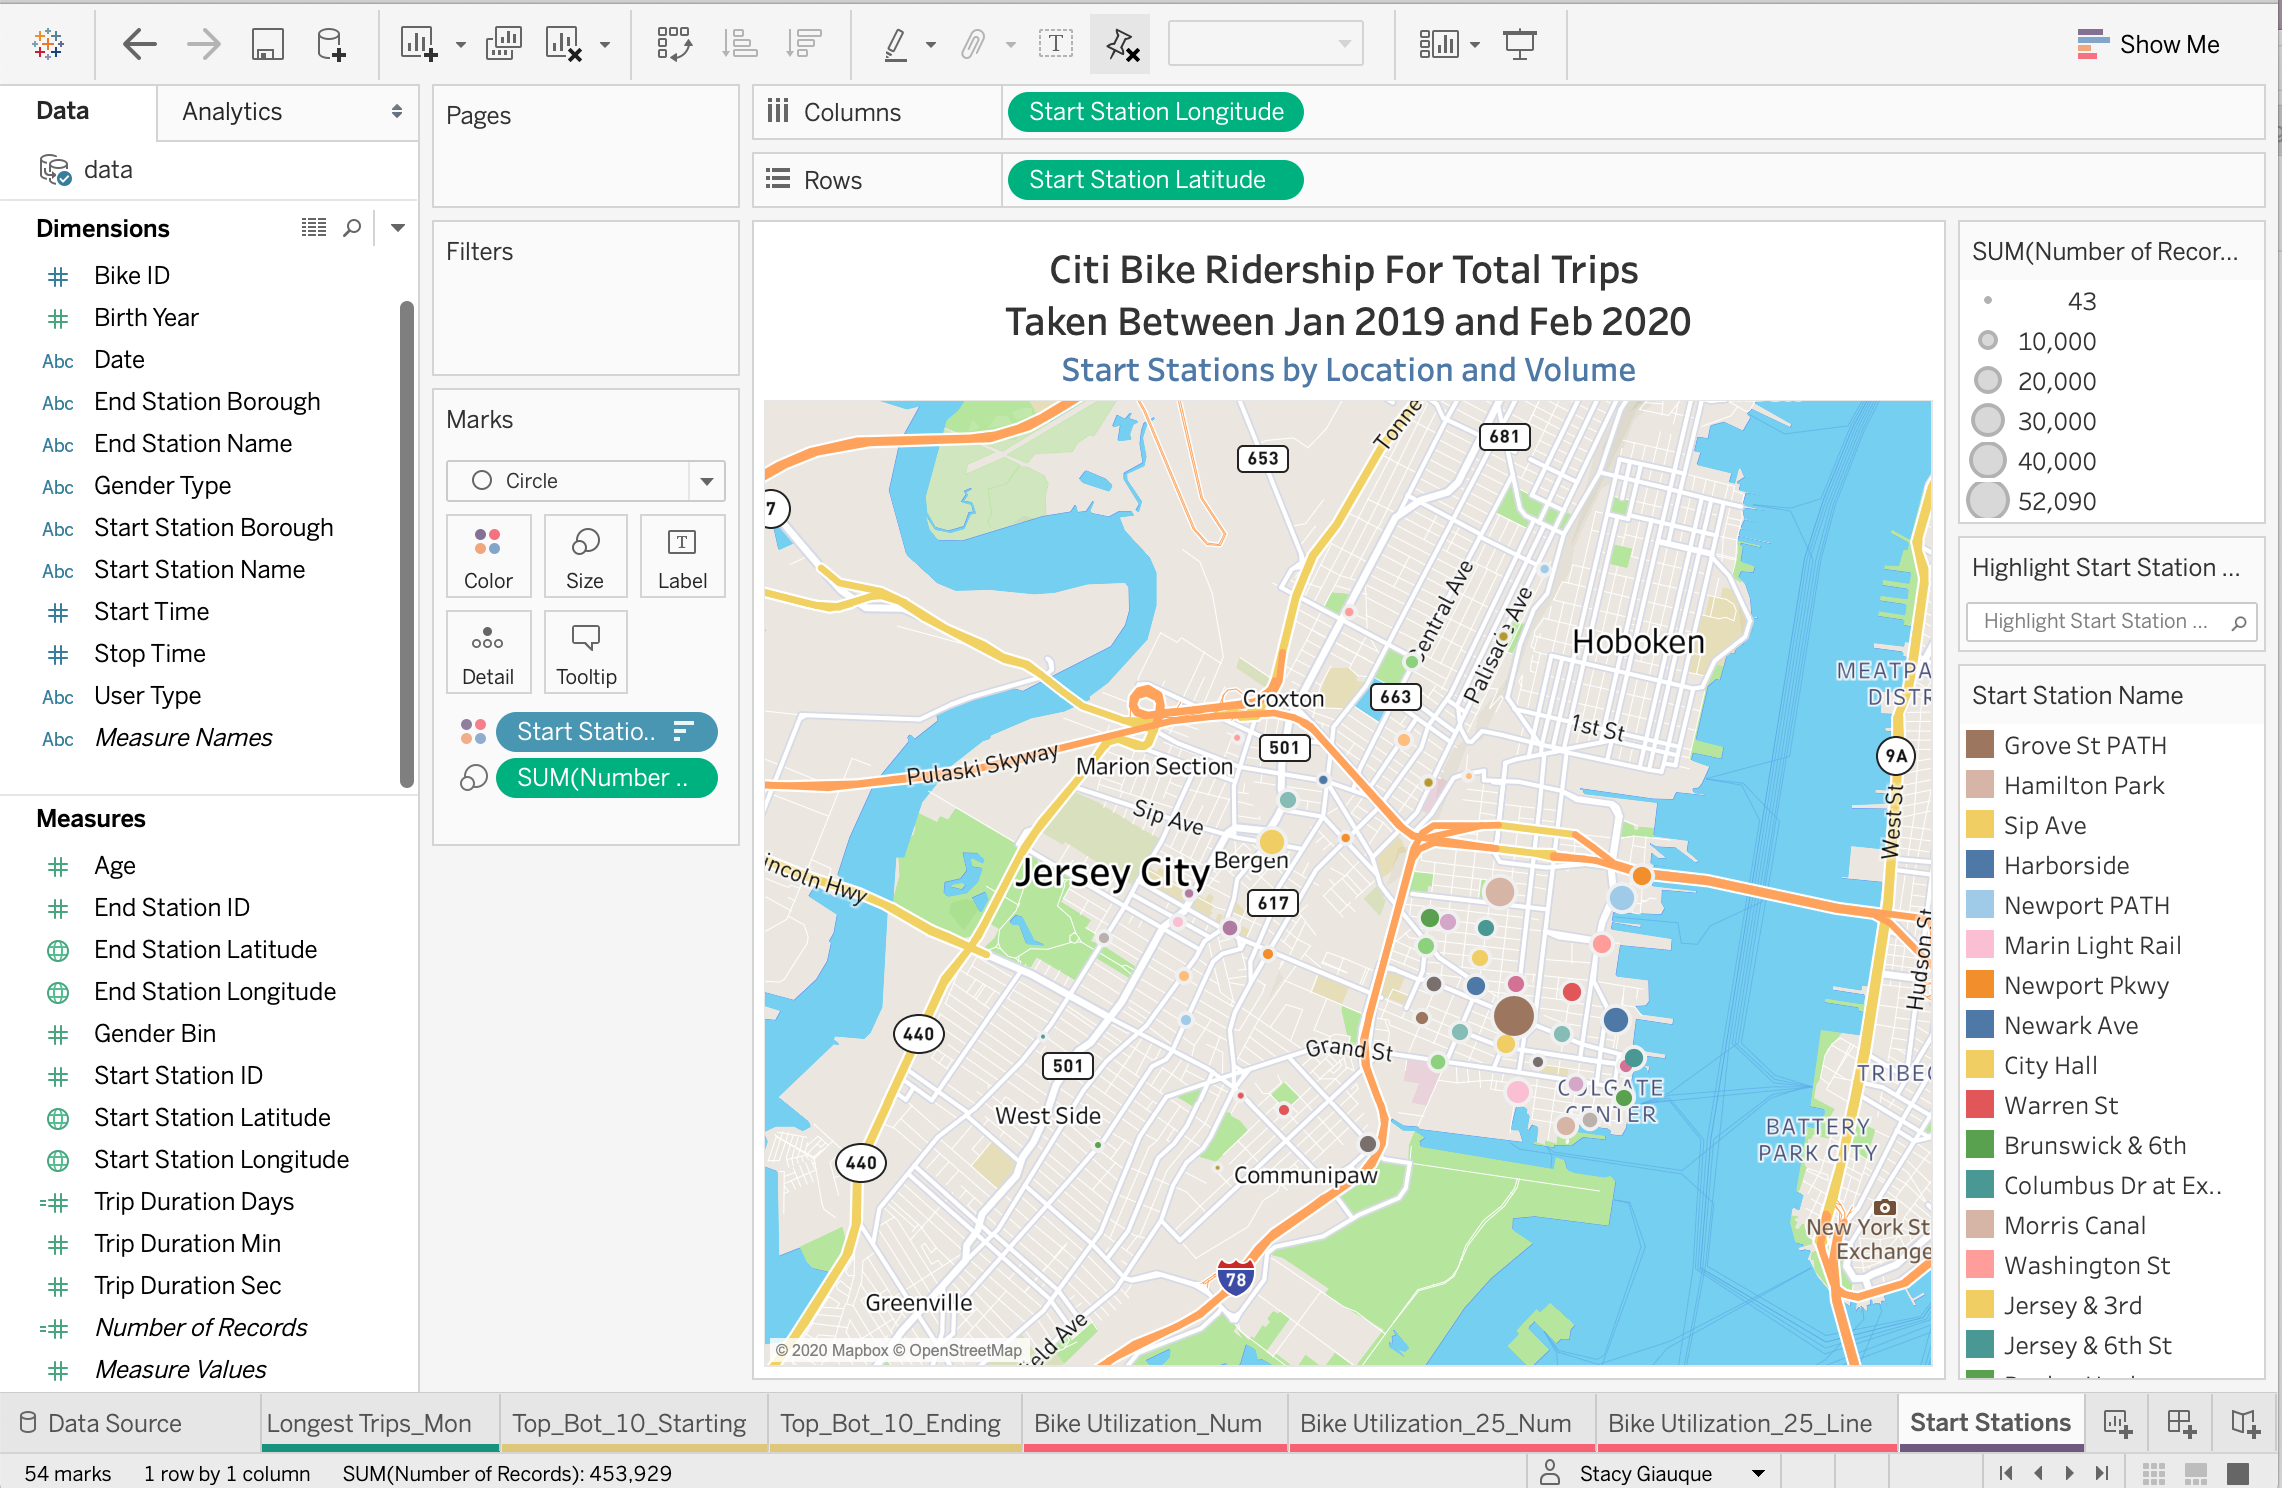 Show Me
Data
Analytics
data
Dimensions
# Bike ID
# Birth Year
Abc Date
Abc End Station Borough
Abc End Station Name
Abc Gender Type
Abc Start Station Borough
Abc Start Station Name
# Start Time
# Stop Time
Abc User Type
Abc Measure Names
Measures
# Age
# End Station ID
End Station Latitude
End Station Longitude
# Gender Bin
# Start Station ID
Start Station Latitude
Start Station Longitude
=# Trip Duration Days
# Trip Duration Min
# Trip Duration Sec
=# Number of Records
# Measure Values
Pages
Filters
Marks
Circle
Color
Size
T
Label
Detail
Tooltip
Start Statio..
SUM(Number ..
Columns
Start Station Longitude
Rows
Start Station Latitude
Citi Bike Ridership For Total Trips
Taken Between Jan 2019 and Feb 2020
Start Stations by Location and Volume
Tonne
681
653
7
Central Ave
Palisade Ave
Hoboken
MEATPA
DISTR
Croxton
663
1st St
501
9A
Pulaski Skyway
Marion Section
Sip Ave
West St
Jersey City
Bergen
incoln Hwy
617
Hudson St
440
Grand St
501
TRIBEC
COLGATE
CENTER
West Side
BATTERY
PARK CITY
440
Communipaw
New York St
Exchange
78
Greenville
ield Ave
© 2020 Mapbox © OpenStreetMap
SUM(Number of Recor...
43
10,000
20,000
30,000
40,000
52,090
Highlight Start Station ...
Highlight Start Station ...
Start Station Name
Grove St PATH
Hamilton Park
Sip Ave
Harborside
Newport PATH
Marin Light Rail
Newport Pkwy
Newark Ave
City Hall
Warren St
Brunswick & 6th
Columbus Dr at Ex..
Morris Canal
Washington St
Jersey & 3rd
Jersey & 6th St
Data Source
Longest Trips_Mon
Top_Bot_10_Starting
Top_Bot_10_Ending
Bike Utilization_Num
Bike Utilization_25_Num
Bike Utilization_25_Line
Start Stations
54 marks
1 row by 1 column
SUM(Number of Records): 453,929
Stacy Giauque